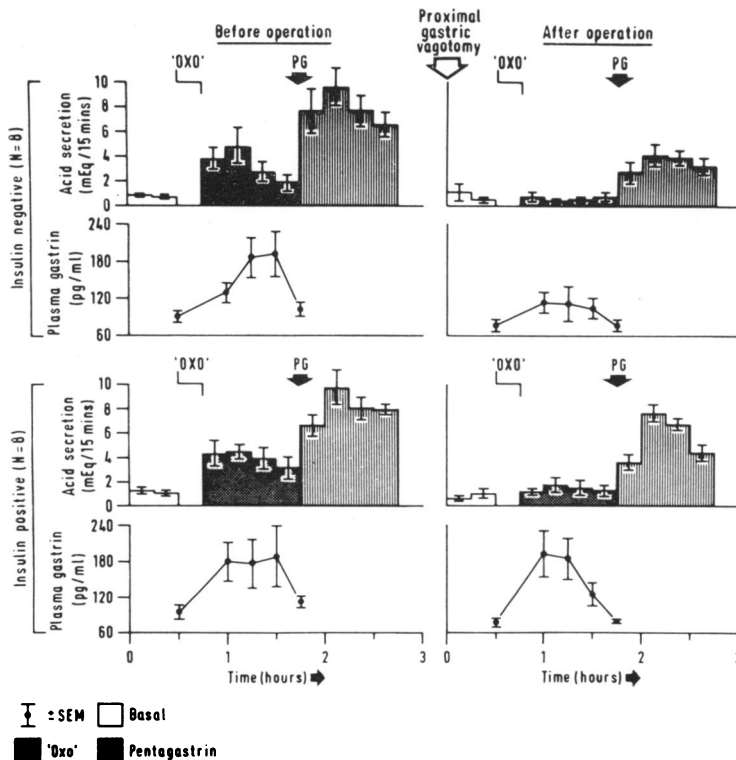 Before operation
Proximal gastric vagotomy
After operation
'OXO'
PG
'OXO'
PG
Insulin negative (N=8)
Acid secretion (mEq/15 mins)
10
8
6
4
2
0
Plasma gastrin (pg/ml)
240
180
120
60
'OXO'
PG
'OXO'
PG
Insulin positive (N=8)
Acid secretion (mEq/15 mins)
10
8
6
4
2
0
Plasma gastrin (pg/ml)
240
180
120
60
0 1 2 3
0 1 2 3
Time (hours)
Time (hours)
± SEM Basal
'Oxo' Pentagastrin